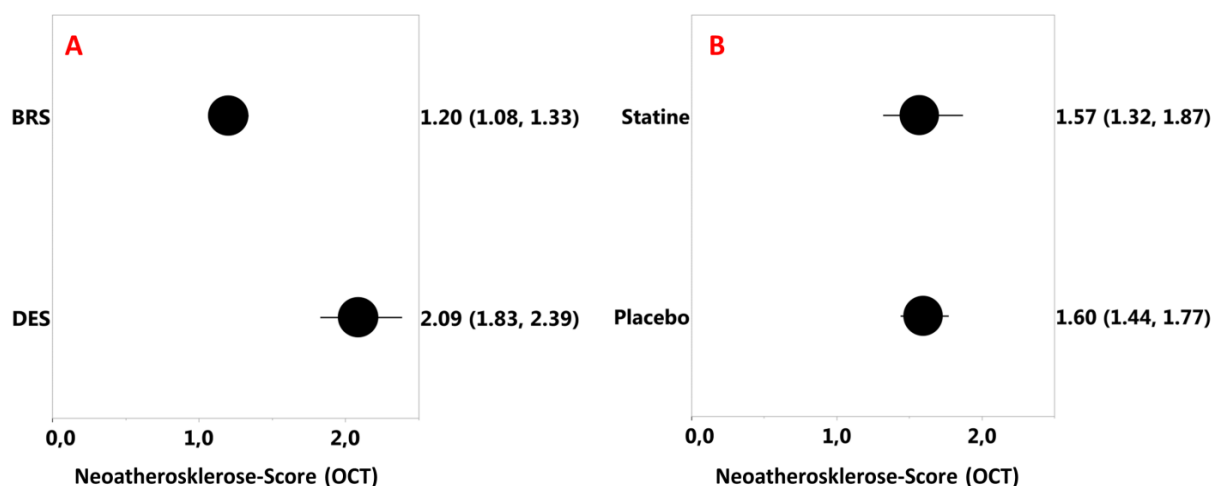 A
BRS
1.20 (1.08, 1.33)
DES
2.09 (1.83, 2.39)
0,0
1,0
2,0
Neoatherosklerose-Score (OCT)
B
Statine
1.57 (1.32, 1.87)
Placebo
1.60 (1.44, 1.77)
0,0
1,0
2,0
Neoatherosklerose-Score (OCT)